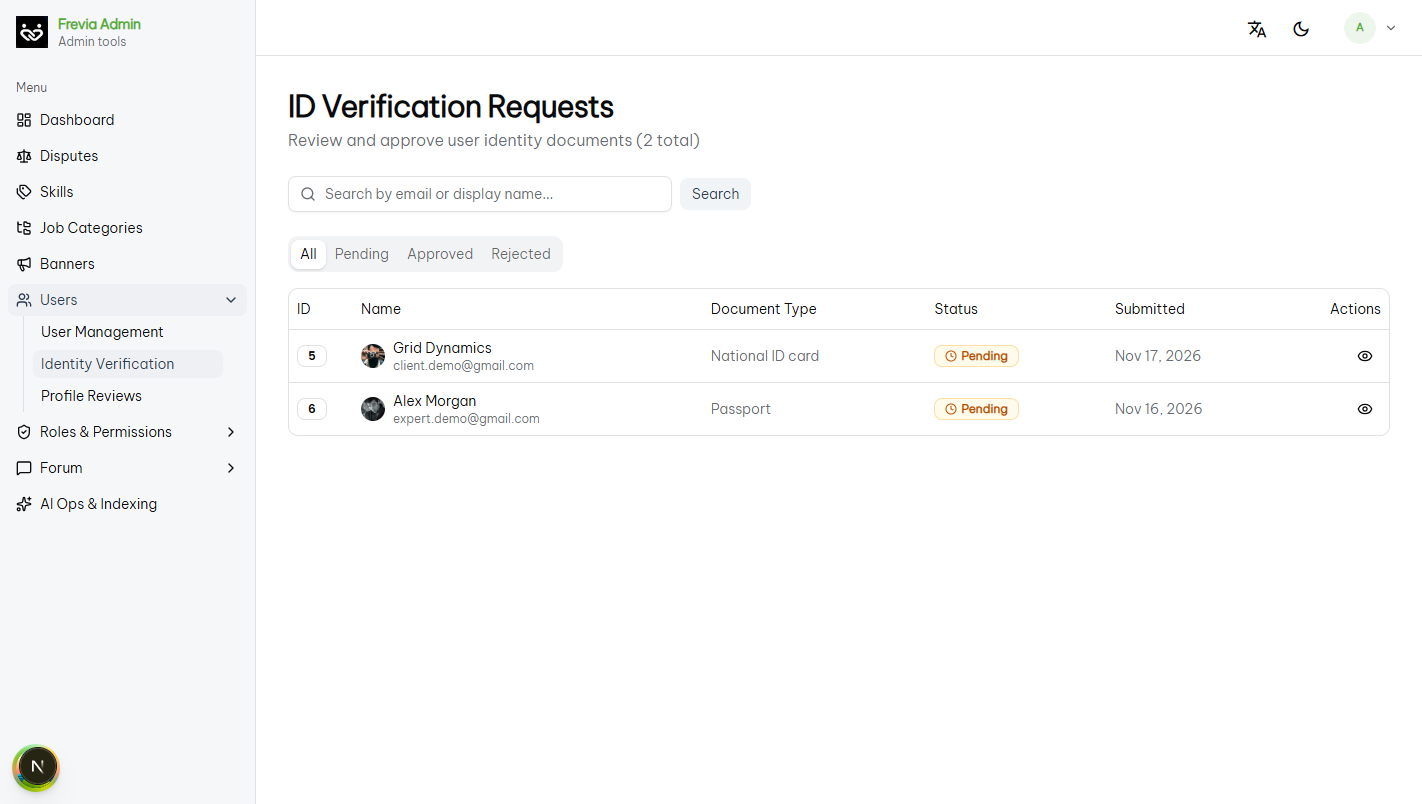 Frevia Admin
Admin tools
Menu
Dashboard
Disputes
Skills
Job Categories
Banners
Users
User Management
Identity Verification
Profile Reviews
Roles & Permissions
Forum
AI Ops & Indexing
N
A
ID Verification Requests
Review and approve user identity documents (2 total)
Search by email or display name...
Search
All Pending Approved Rejected
ID Name Document Type Status Submitted Actions
5 Grid Dynamics National ID card Pending Nov 17, 2026
client.demo@gmail.com
6 Alex Morgan Passport Pending Nov 16, 2026
expert.demo@gmail.com